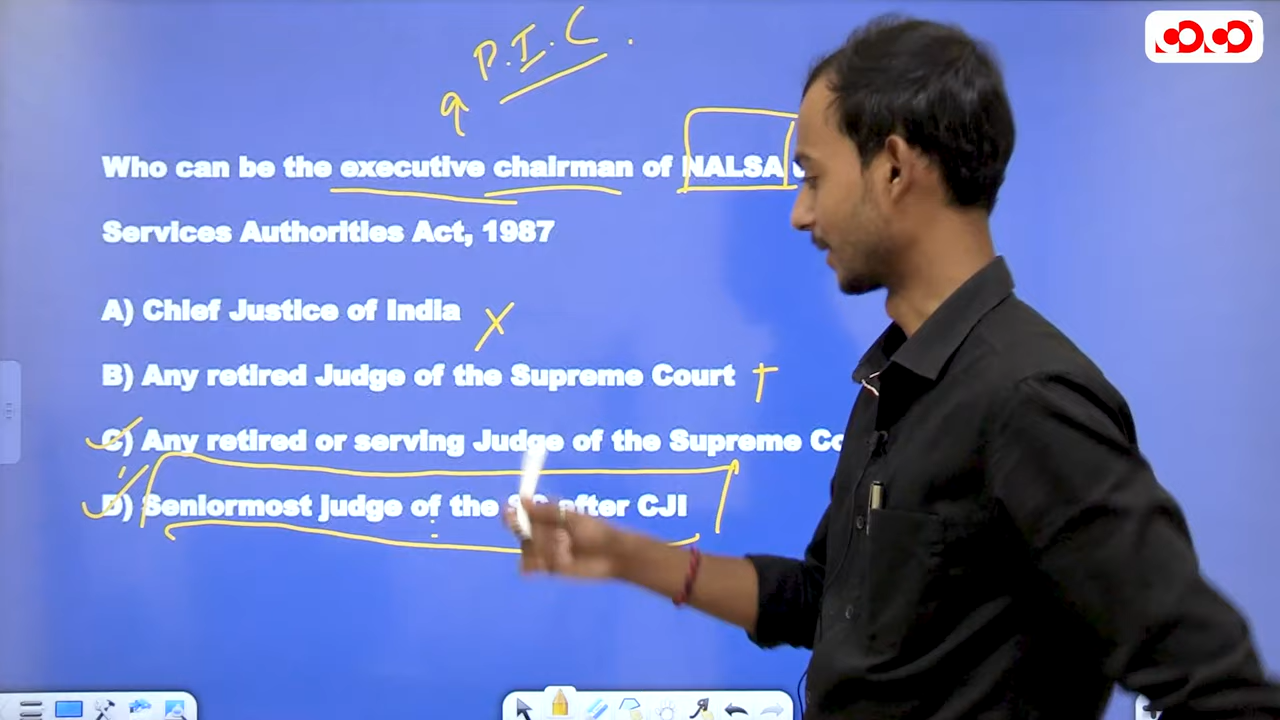 P.I.C.
9
Who can be the executive chairman of NALSA
Services Authorities Act, 1987
A) Chief Justice of India
B) Any retired Judge of the Supreme Court
C) Any retired or serving Judge of the Supreme
D) Seniormost judge of the SC after CJI